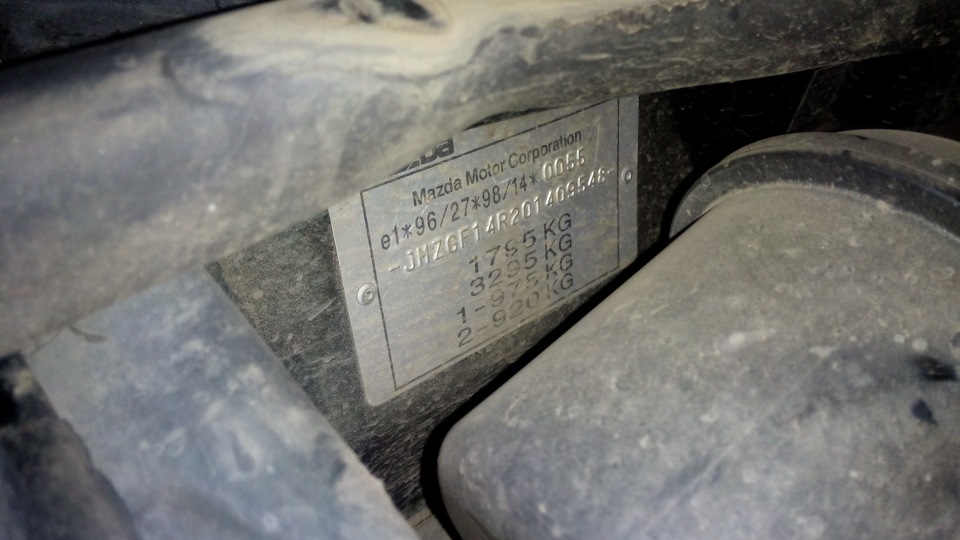 Mazda Motor Corporation
e1*96/27*98/14*0055
-JMZGF14R201409546-
1795 KG
3295 KG
1-975 KG
2-920 KG